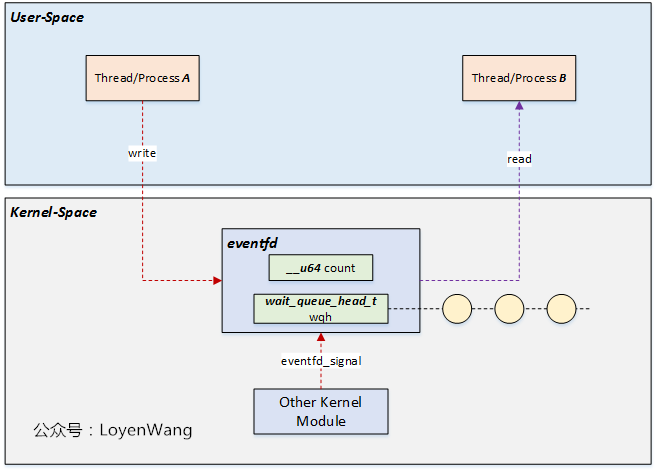 User-Space
Thread/Process A
Thread/Process B
write
read
Kernel-Space
eventfd
__u64 count
wait_queue_head_t
wqh
eventfd_signal
Other Kernel
Module
公众号：LoyenWang